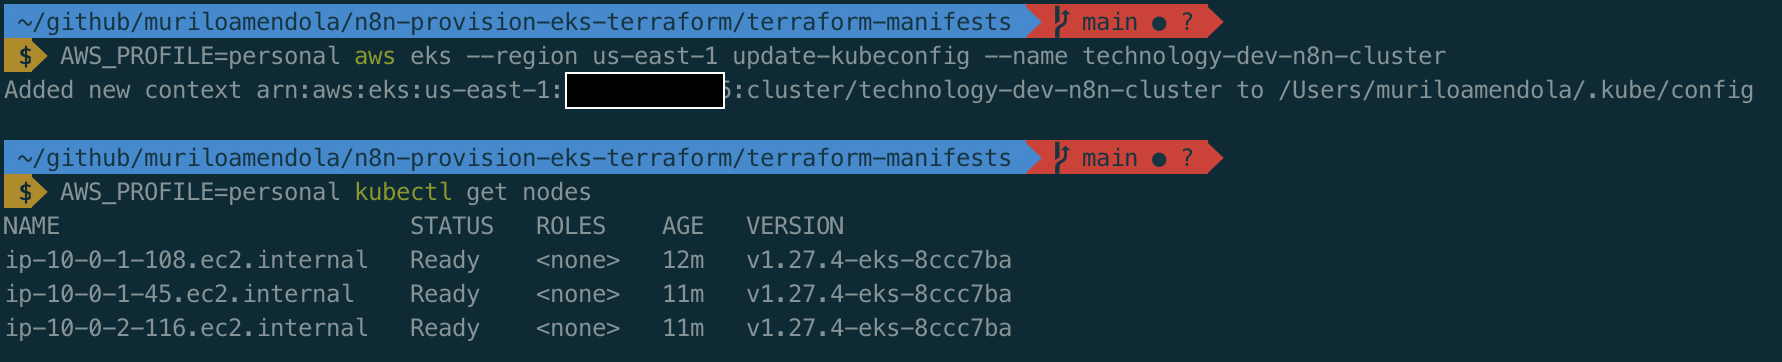 ~/github/muriloamendola/n8n-provision-eks-terraform/terraform-manifests main ● ?
$ AWS_PROFILE=personal aws eks --region us-east-1 update-kubeconfig --name technology-dev-n8n-cluster
Added new context arn:aws:eks:us-east-1: :cluster/technology-dev-n8n-cluster to /Users/muriloamendola/.kube/config
~/github/muriloamendola/n8n-provision-eks-terraform/terraform-manifests main ● ?
$ AWS_PROFILE=personal kubectl get nodes
NAME STATUS ROLES AGE VERSION
ip-10-0-1-108.ec2.internal Ready <none> 12m v1.27.4-eks-8ccc7ba
ip-10-0-1-45.ec2.internal Ready <none> 11m v1.27.4-eks-8ccc7ba
ip-10-0-2-116.ec2.internal Ready <none> 11m v1.27.4-eks-8ccc7ba